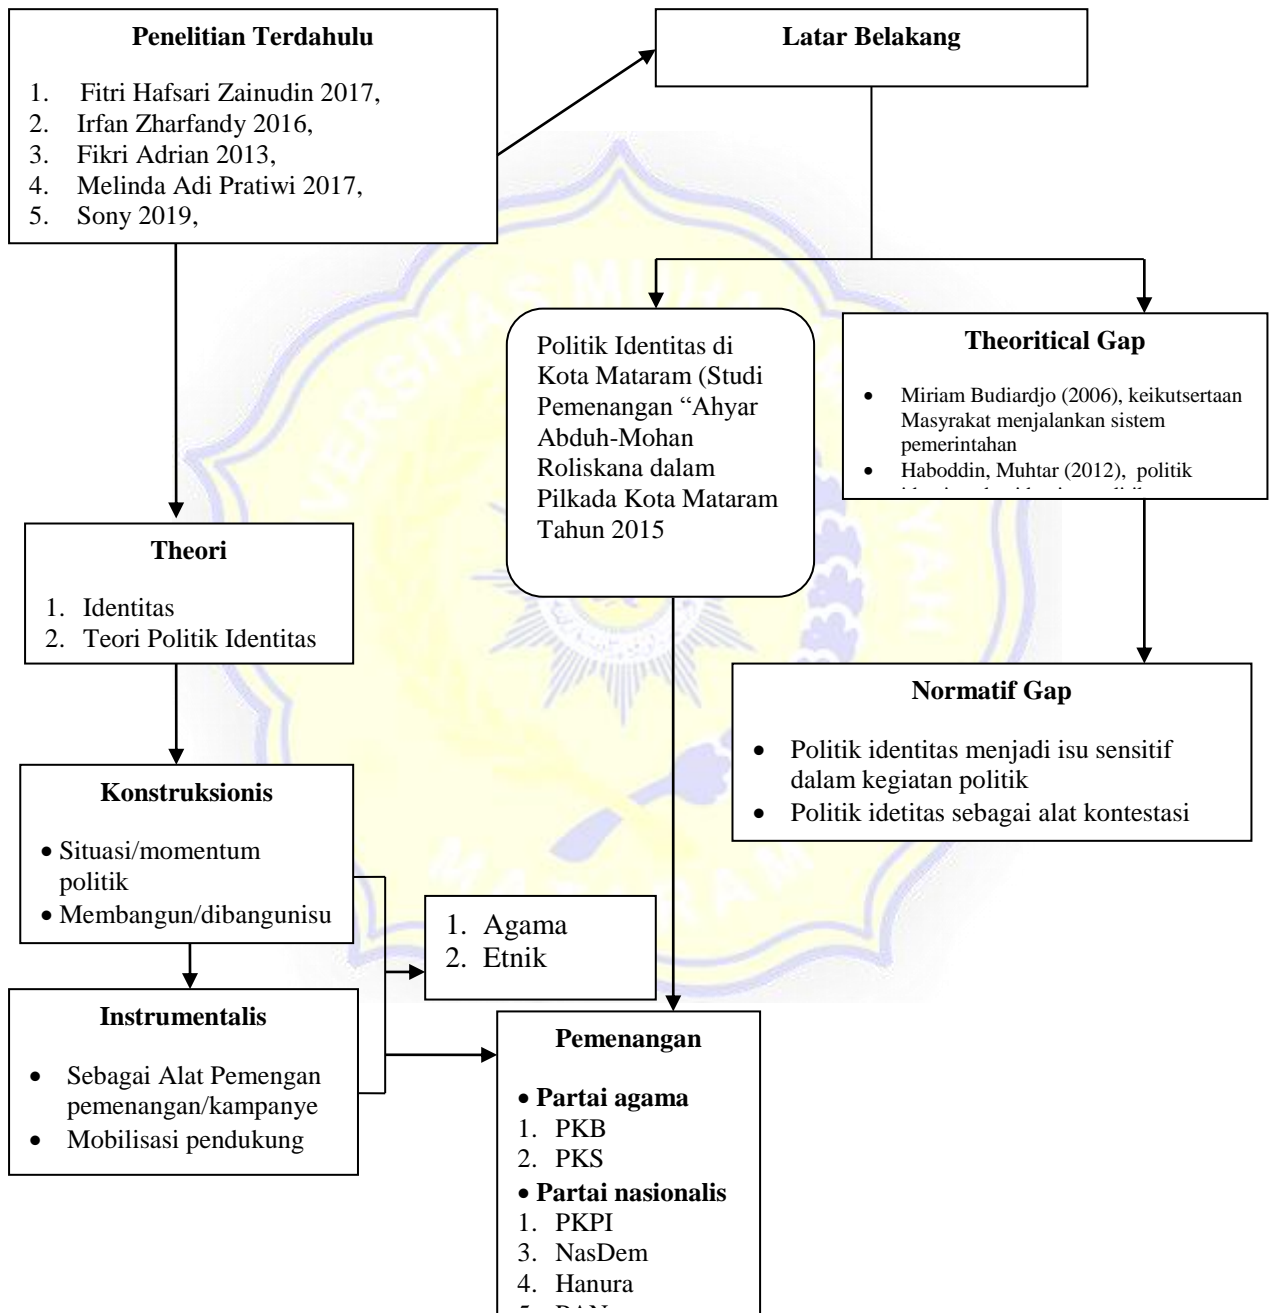 Penelitian Terdahulu
1. Fitri Hafsari Zainudin 2017,
2. Irfan Zharfandy 2016,
3. Fikri Adrian 2013,
4. Melinda Adi Pratiwi 2017,
5. Sony 2019,
Latar Belakang
Politik Identitas di
Kota Mataram (Studi
Pemenangan “Ahyar
Abduh-Mohan
Roliskana dalam
Pilkada Kota Mataram
Tahun 2015
Theoritical Gap
• Miriam Budiardjo (2006), keikutsertaan
Masyrakat menjalankan sistem
pemerintahan
• Haboddin, Muhtar (2012), politik
Theori
1. Identitas
2. Teori Politik Identitas
Normatif Gap
• Politik identitas menjadi isu sensitif
dalam kegiatan politik
• Politik idetitas sebagai alat kontestasi
Konstruksionis
• Situasi/momentum
politik
• Membangun/dibangunisu
1. Agama
2. Etnik
Instrumentalis
• Sebagai Alat Pemengan
pemenangan/kampanye
• Mobilisasi pendukung
Pemenangan
• Partai agama
1. PKB
2. PKS
• Partai nasionalis
1. PKPI
3. NasDem
4. Hanura
VERSITAS MUHA
YAH
MATARAM